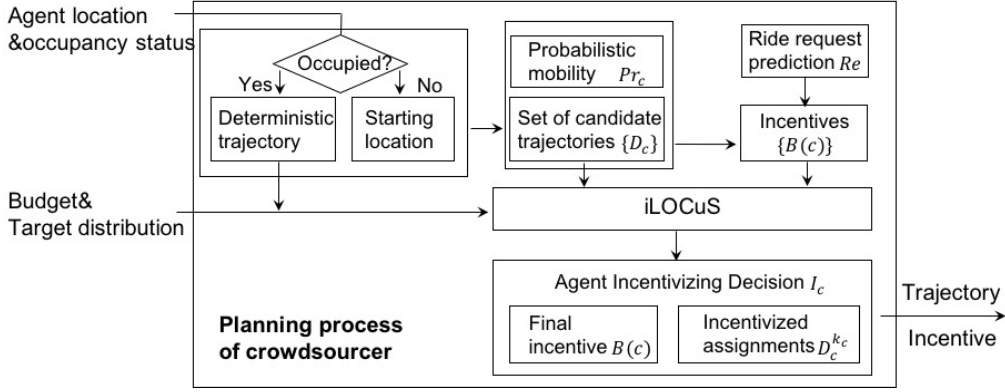 Agent location
&occupancy status
Occupied?
Yes
No
Deterministic
trajectory
Starting
location
Probabilistic
mobility Pr_c
Set of candidate
trajectories {D_c}
Ride request
prediction Re
Incentives
{B(c)}
Budget&
Target distribution
iLOCuS
Agent Incentivizing Decision I_c
Final
incentive B(c)
Incentivized
assignments D_c^{k_c}
Planning process
of crowdsourcer
Trajectory
Incentive